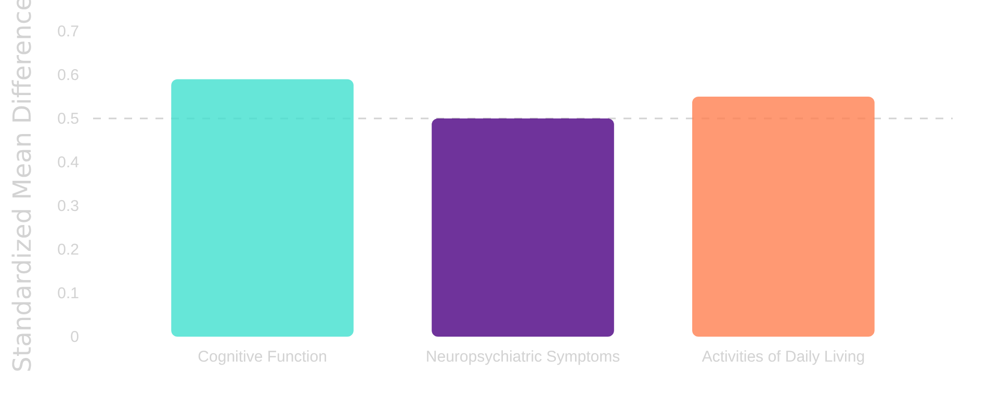 Standardized Mean Difference
0.7
0.6
0.5
0.4
0.3
0.2
0.1
0
Cognitive Function
Neuropsychiatric Symptoms
Activities of Daily Living